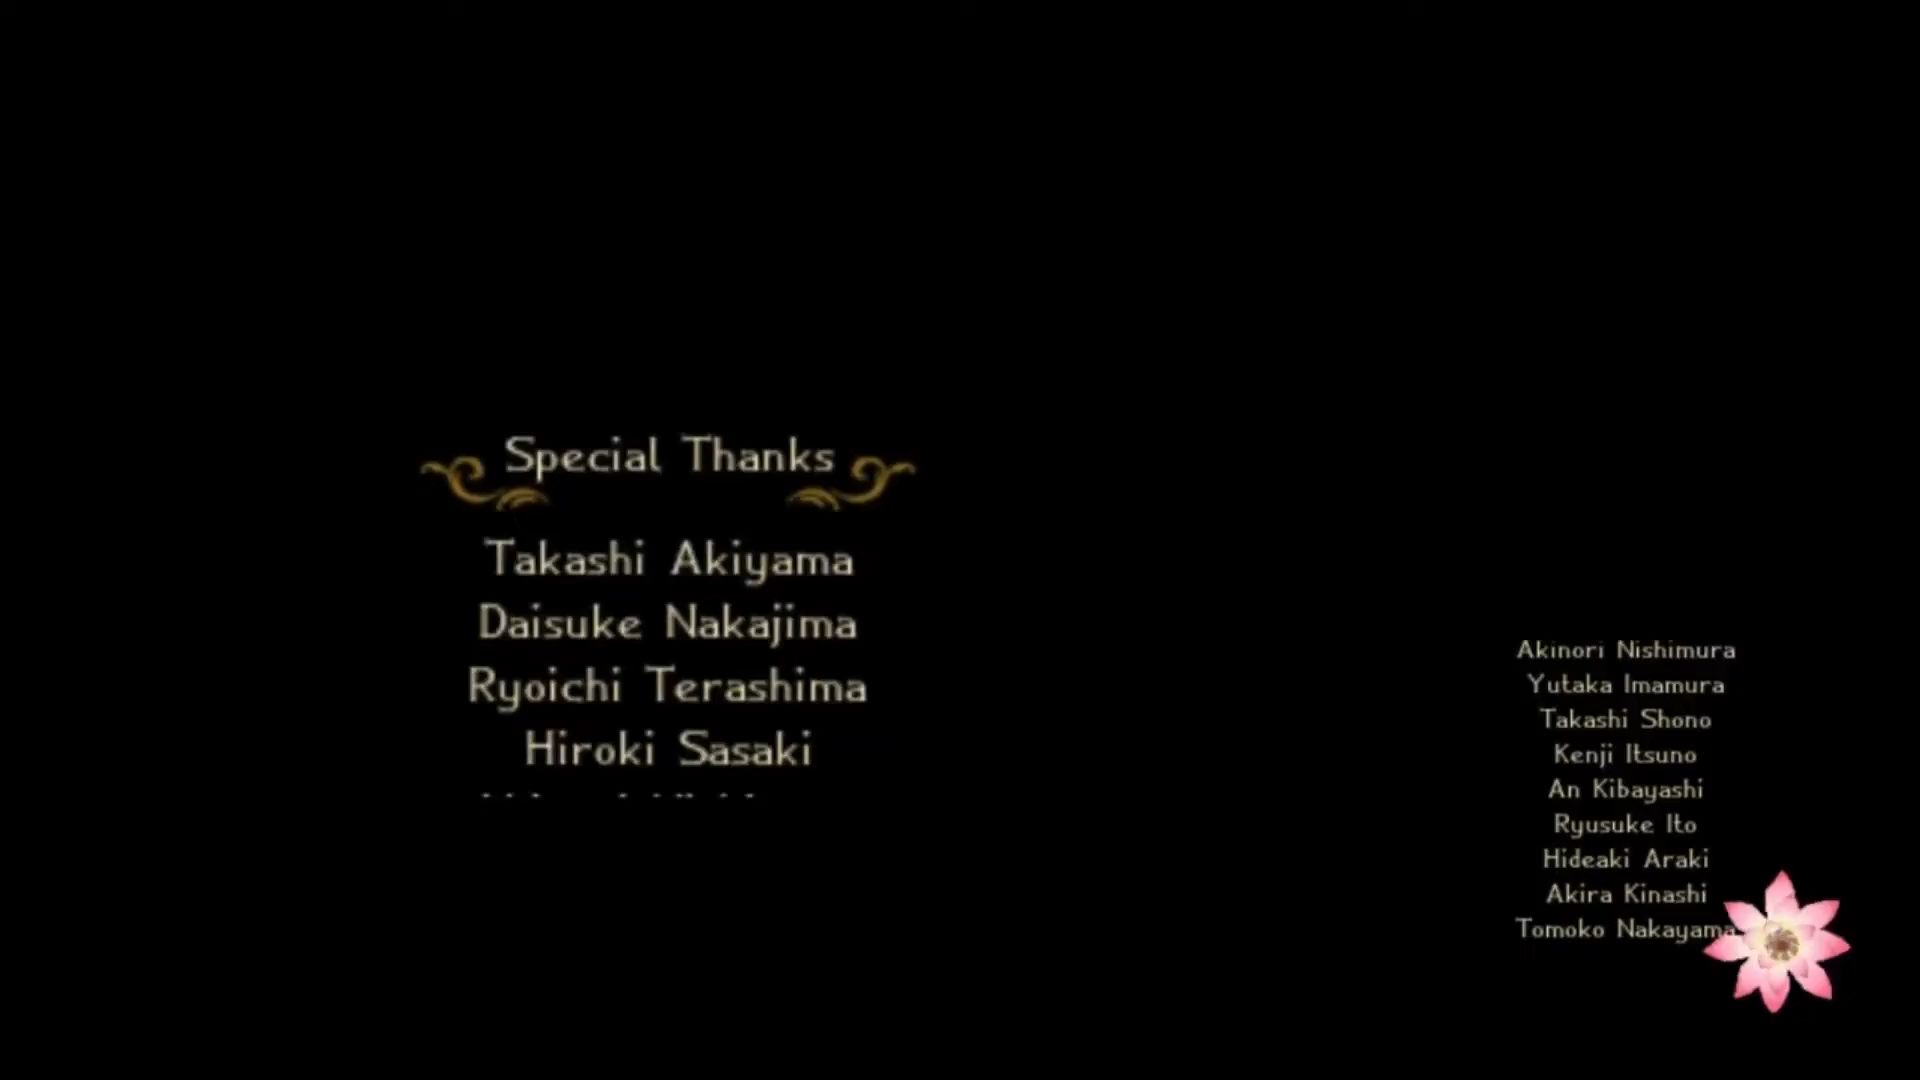 Special Thanks
Takashi Akiyama
Daisuke Nakajima
Ryoichi Terashima
Hiroki Sasaki
Akinori Nishimura
Yutaka Imamura
Takashi Shono
Kenji Itsuno
An Kibayashi
Ryusuke Ito
Hideaki Araki
Akira Kinashi
Tomoko Nakayama